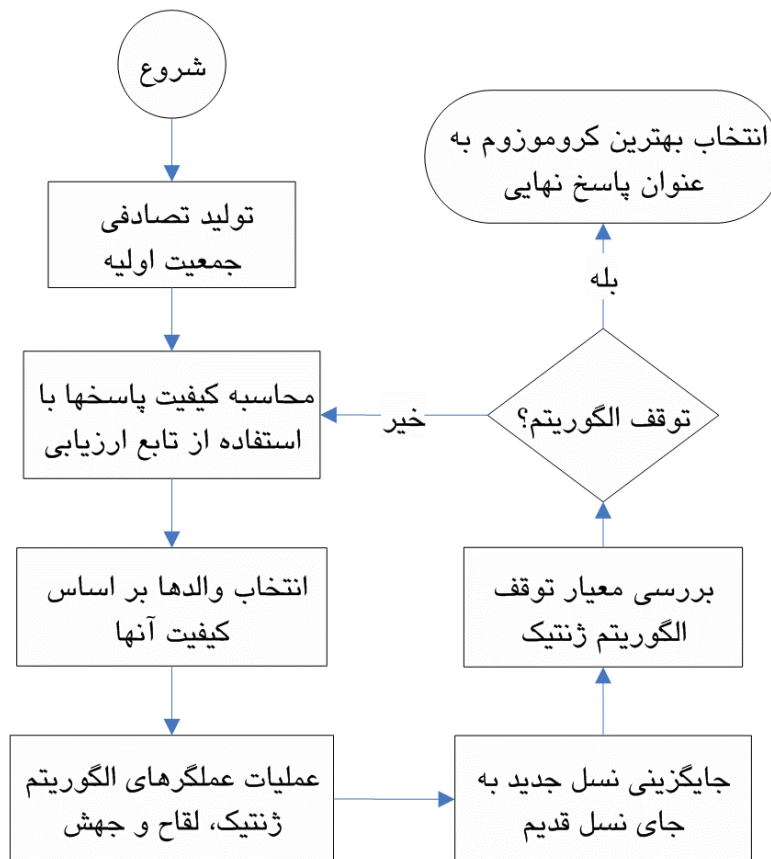 شروع
تولید تصادفی
جمعیت اولیه
محاسبه کیفیت پاسخها با
استفاده از تابع ارزیابی
انتخاب والدها بر اساس
کیفیت آنها
عملیات عملگرهای الگوریتم
ژنتیک، لقاح و جهش
جایگزینی نسل جدید به
جای نسل قدیم
بررسی معیار توقف
الگوریتم ژنتیک
توقف الگوریتم؟
خیر
بله
انتخاب بهترین کروموزوم به
عنوان پاسخ نهایی